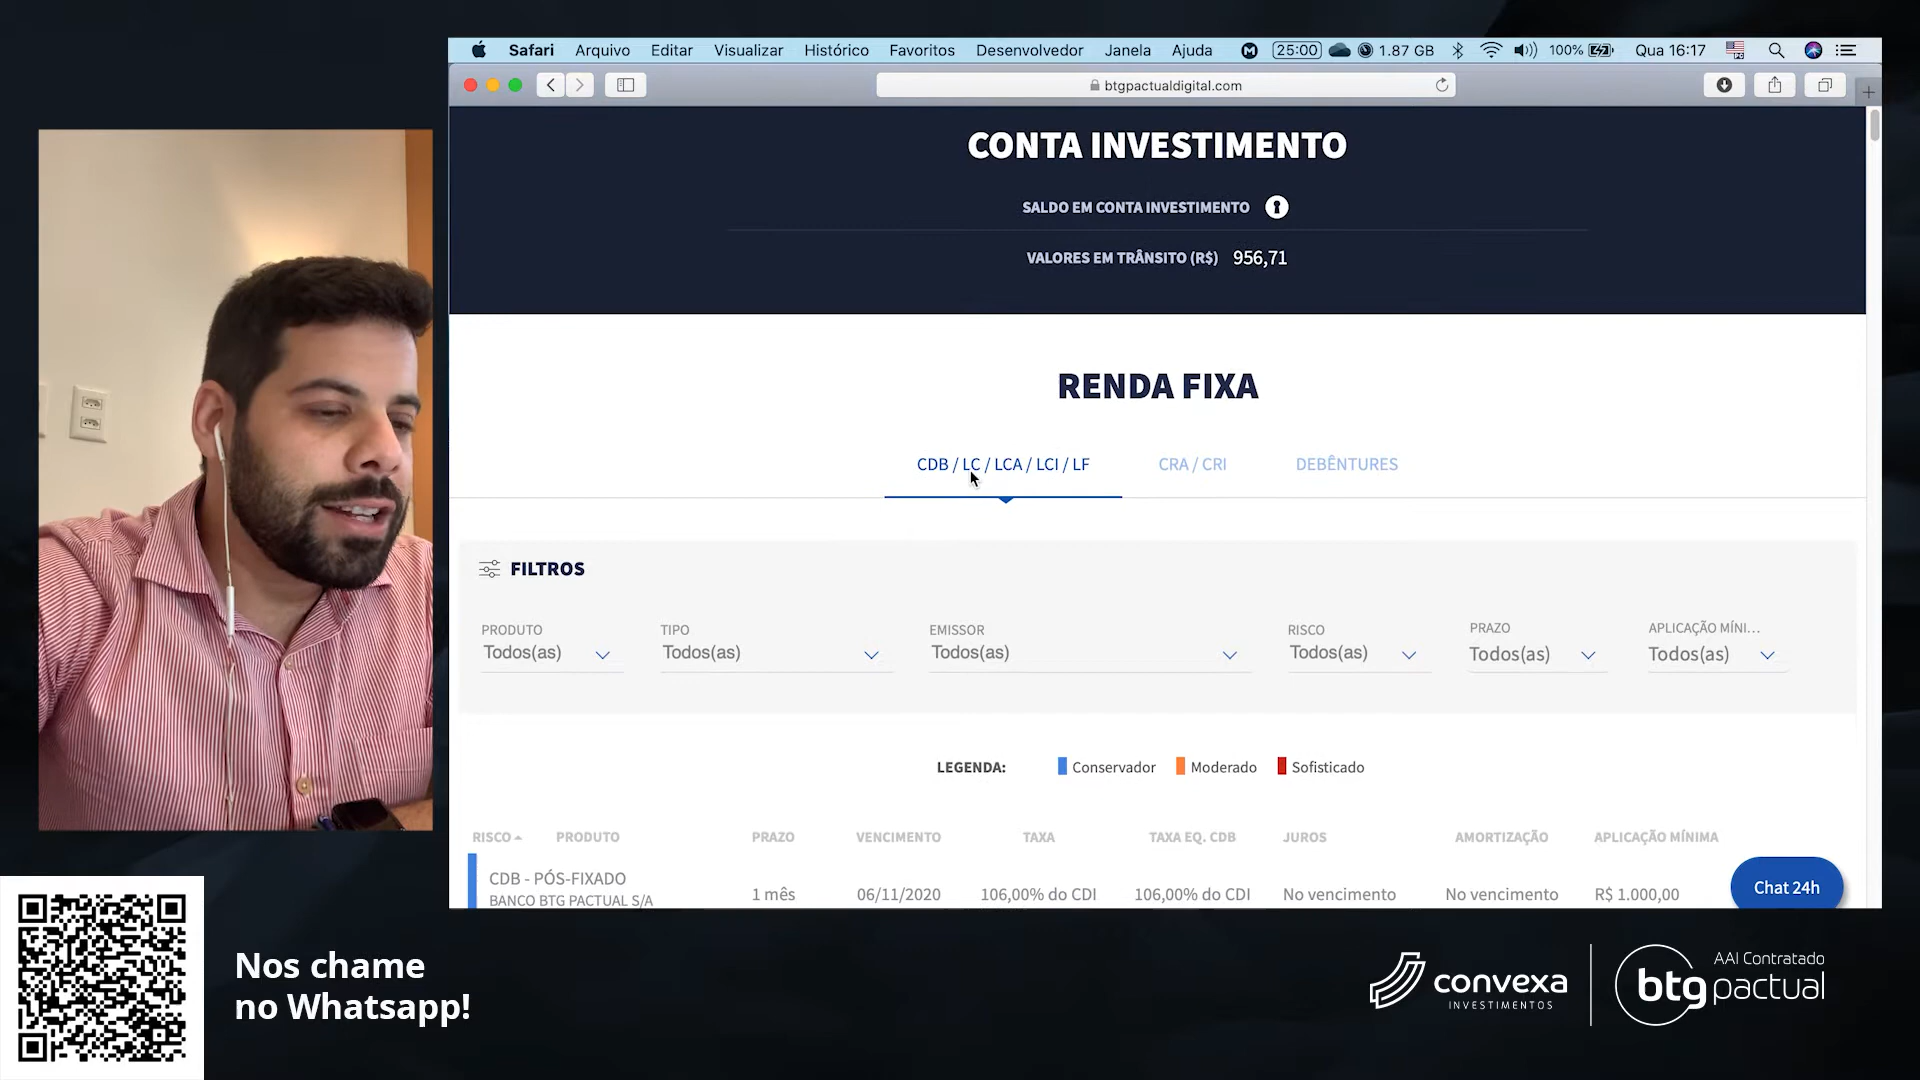 Safari Arquivo Editar Visualizar Histórico Favoritos Desenvolvedor Janela Ajuda 25:00 1.87 GB 100% Qua 16:17
btgpactualdigital.com
CONTA INVESTIMENTO
SALDO EM CONTA INVESTIMENTO
VALORES EM TRÂNSITO (R$) 956,71
RENDA FIXA
CDB / LC / LCA / LCI / LF CRA / CRI DEBÊNTURES
FILTROS
PRODUTO TIPO EMISSOR RISCO PRAZO APLICAÇÃO MÍNI...
Todos(as) Todos(as) Todos(as) Todos(as) Todos(as) Todos(as)
LEGENDA: Conservador Moderado Sofisticado
RISCO PRODUTO PRAZO VENCIMENTO TAXA TAXA EQ. CDB JUROS AMORTIZAÇÃO APLICAÇÃO MÍNIMA
CDB - PÓS-FIXADO
BANCO BTG PACTUAL S/A
1 mês 06/11/2020 106,00% do CDI 106,00% do CDI No vencimento No vencimento R$ 1.000,00
Chat 24h
Nos chame
no Whatsapp!
convexa
INVESTIMENTOS
AAI Contratado
btg pactual